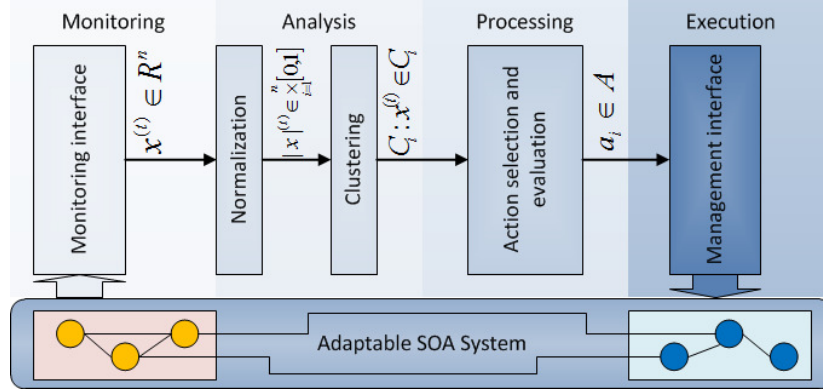 Monitoring
Analysis
Processing
Execution
Monitoring interface
x^(t) ∈ R^n
Normalization
|x|^(t) ∈ ×_{i=1}^n [0,1]
Clustering
C_i : x^(t) ∈ C_i
Action selection and
evaluation
a_i ∈ A
Management interface
Adaptable SOA System